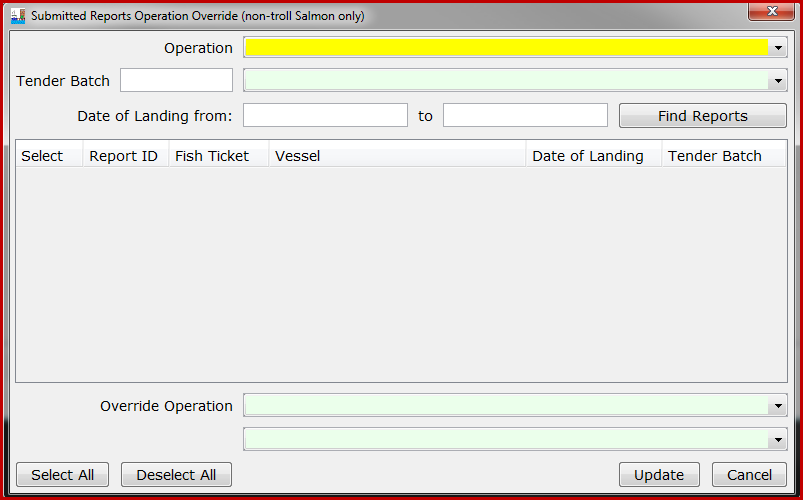 Submitted Reports Operation Override (non-troll Salmon only)
Operation
Tender Batch
Date of Landing from: to Find Reports
Select Report ID Fish Ticket Vessel Date of Landing Tender Batch
Override Operation
Select All Deselect All Update Cancel